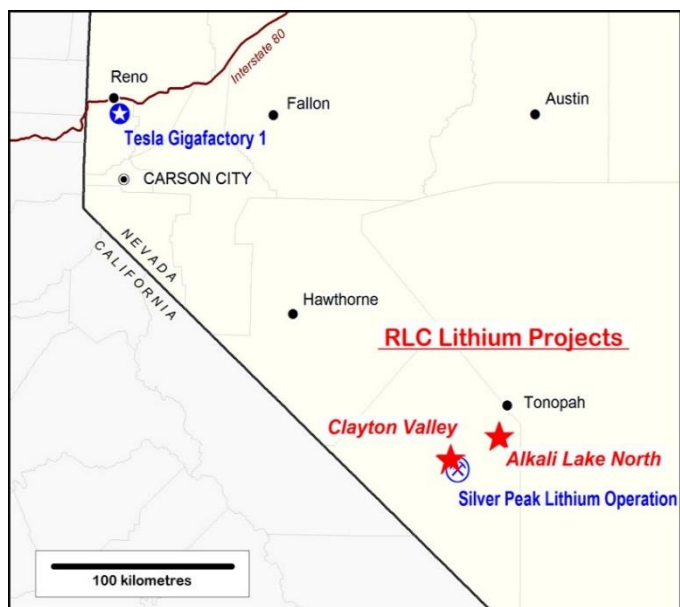 Interstate 80
Reno
Fallon
Austin
Tesla Gigafactory 1
CARSON CITY
NEVADA
CALIFORNIA
Hawthorne
RLC Lithium Projects
Tonopah
Clayton Valley
Alkali Lake North
Silver Peak Lithium Operation
100 kilometres